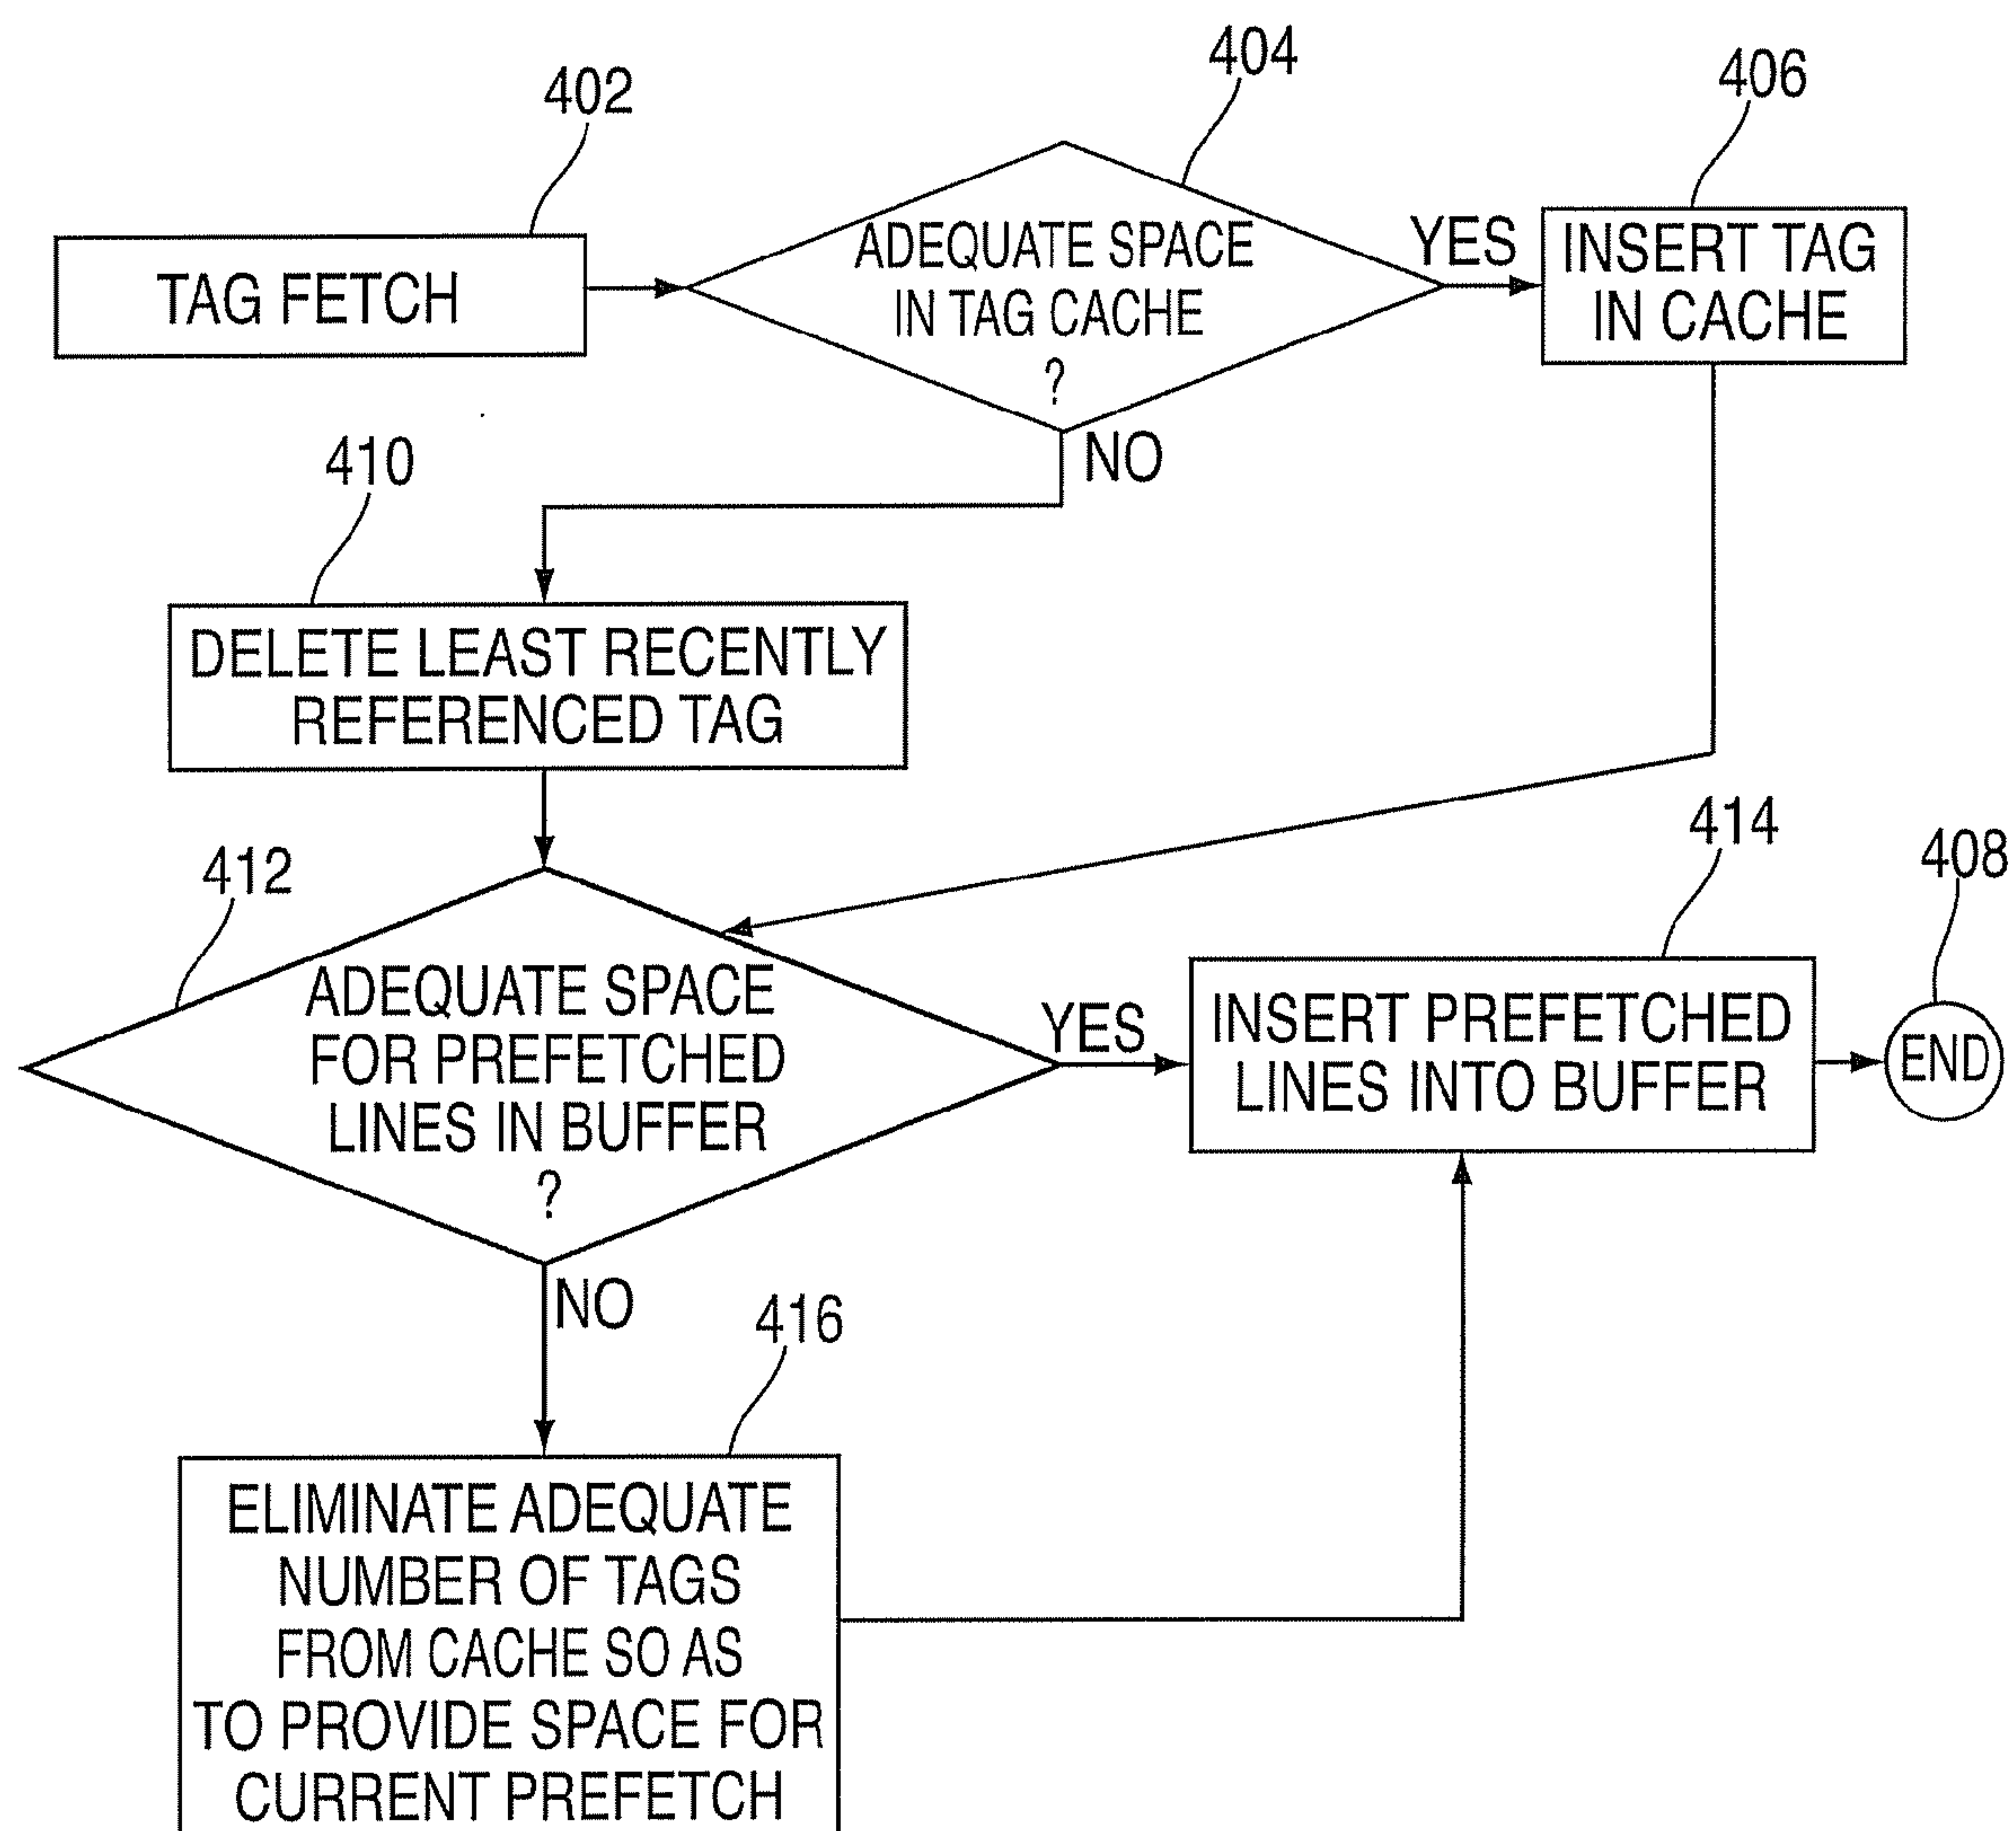 402
404
406
TAG FETCH
ADEQUATE SPACE
IN TAG CACHE
?
YES
INSERT TAG
IN CACHE
NO
410
DELETE LEAST RECENTLY
REFERENCED TAG
412
ADEQUATE SPACE
FOR PREFETCHED
LINES IN BUFFER
?
YES
414
INSERT PREFETCHED
LINES INTO BUFFER
408
END
NO
416
ELIMINATE ADEQUATE
NUMBER OF TAGS
FROM CACHE SO AS
TO PROVIDE SPACE FOR
CURRENT PREFETCH